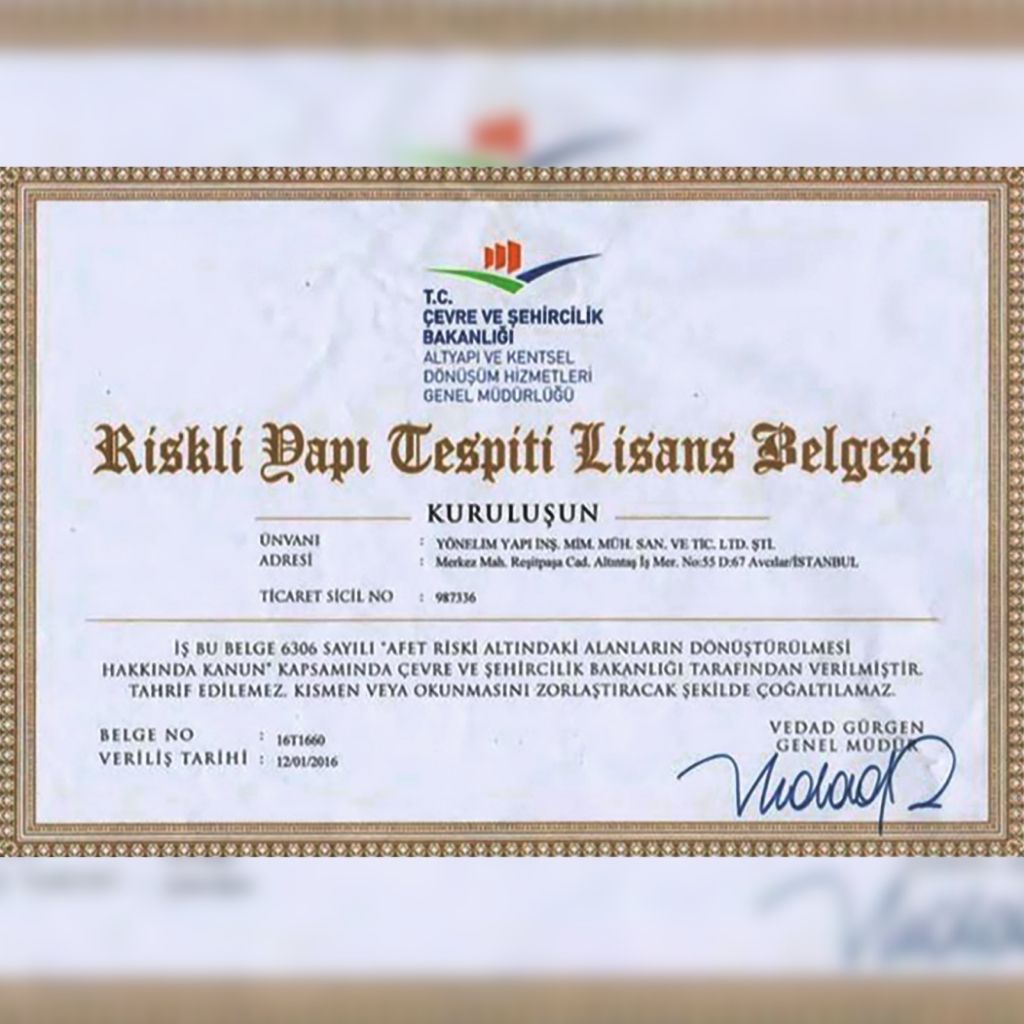 T.C.
ÇEVRE VE ŞEHİRCİLİK
BAKANLIĞI
ALTYAPI VE KENTSEL
DÖNÜŞÜM HİZMETLERİ
GENEL MÜDÜRLÜĞÜ
Riskli Yapı Tespiti Lisans Belgesi
KURULUŞUN
ÜNVANI : YÖNELİM YAPI İNŞ. MİM. MÜH. SAN. VE TİC. LTD. ŞTİ.
ADRESİ : Merkez Mah. Reşitpaşa Cad. Altıntaş İş Mer. No:55 D:67 Avcılar/İSTANBUL
TİCARET SİCİL NO : 987336
İŞ BU BELGE 6306 SAYILI "AFET RİSKİ ALTINDAKİ ALANLARIN DÖNÜŞTÜRÜLMESİ
HAKKINDA KANUN" KAPSAMINDA ÇEVRE VE ŞEHİRCİLİK BAKANLIĞI TARAFINDAN VERİLMİŞTİR.
TAHRİF EDİLEMEZ. KISMEN VEYA OKUNMASINI ZORLAŞTIRACAK ŞEKİLDE ÇOĞALTILAMAZ.
BELGE NO : 16T1660
VERİLİŞ TARİHİ : 12/01/2016
VEDAD GÜRGEN
GENEL MÜDÜR